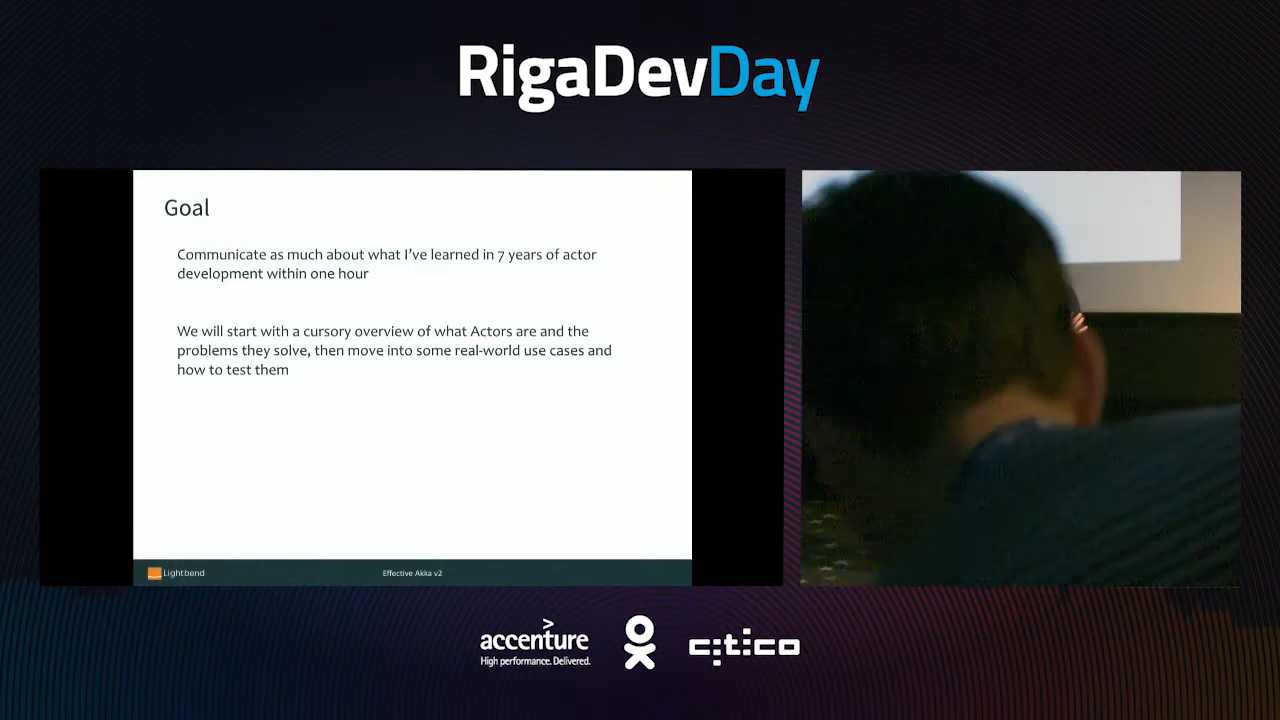 RigaDevDay
Goal
Communicate as much about what I've learned in 7 years of actor
development within one hour
We will start with a cursory overview of what Actors are and the
problems they solve, then move into some real-world use cases and
how to test them
Lightbend
Effective Akka v2
accenture
High performance. Delivered.
citico